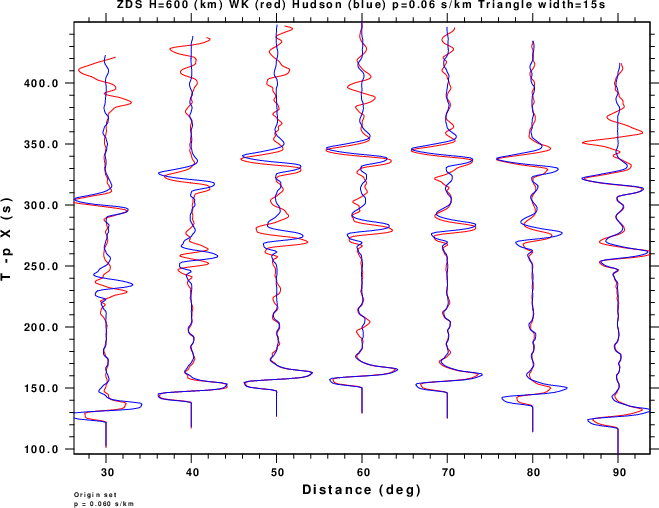 ZDS H=600 (km) WK (red) Hudson (blue) p=0.06 s/km Triangle width=15s
400.0
350.0
300.0
250.0
200.0
150.0
100.0
T -p X (s)
30 40 50 60 70 80 90
Distance (deg)
Origin set
p = 0.060 s/km